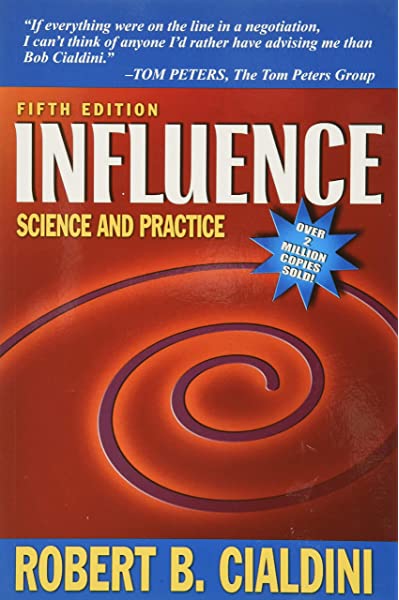 "If everything were on the line in a negotiation,
I can't think of anyone I'd rather have advising me than
Bob Cialdini."
–TOM PETERS, The Tom Peters Group
FIFTH EDITION
INFLUENCE
SCIENCE AND PRACTICE
OVER
2
MILLION
COPIES
SOLD!
ROBERT B. CIALDINI